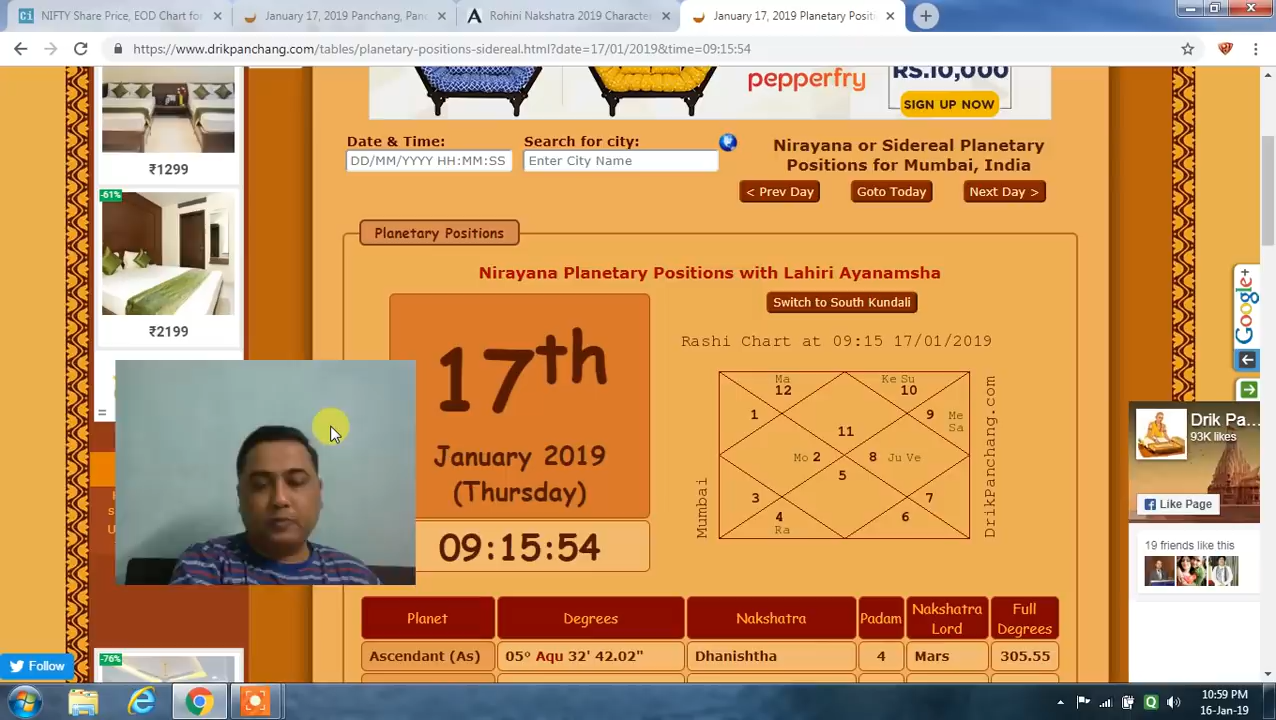 NIFTY Share Price, EOD Chart for
January 17, 2019 Panchang, Pan
Rohini Nakshatra 2019 Character
January 17, 2019 Planetary Posit
https://www.drikpanchang.com/tables/planetary-positions-sidereal.html?date=17/01/2019&time=09:15:54
pepperfry
RS.10,000
SIGN UP NOW
₹1299
-61%
₹2199
Date & Time:
DD/MM/YYYY HH:MM:SS
Search for city:
Enter City Name
Nirayana or Sidereal Planetary
Positions for Mumbai, India
< Prev Day
Goto Today
Next Day >
Planetary Positions
Nirayana Planetary Positions with Lahiri Ayanamsha
Switch to South Kundali
17th
January 2019
(Thursday)
09:15:54
Rashi Chart at 09:15 17/01/2019
Ma
12
Ke Su
10
1
9
Me
Sa
11
Mo 2
8 Ju Ve
5
3
7
4
Ra
6
Mumbai
DrikPanchang.com
Planet Degrees Nakshatra Padam Nakshatra Lord Full Degrees
Ascendant (As) 05° Aqu 32' 42.02" Dhanishtha 4 Mars 305.55
Google+
Drik Pa...
93K likes
Like Page
19 friends like this
-76%
Follow
10:59 PM
16-Jan-19